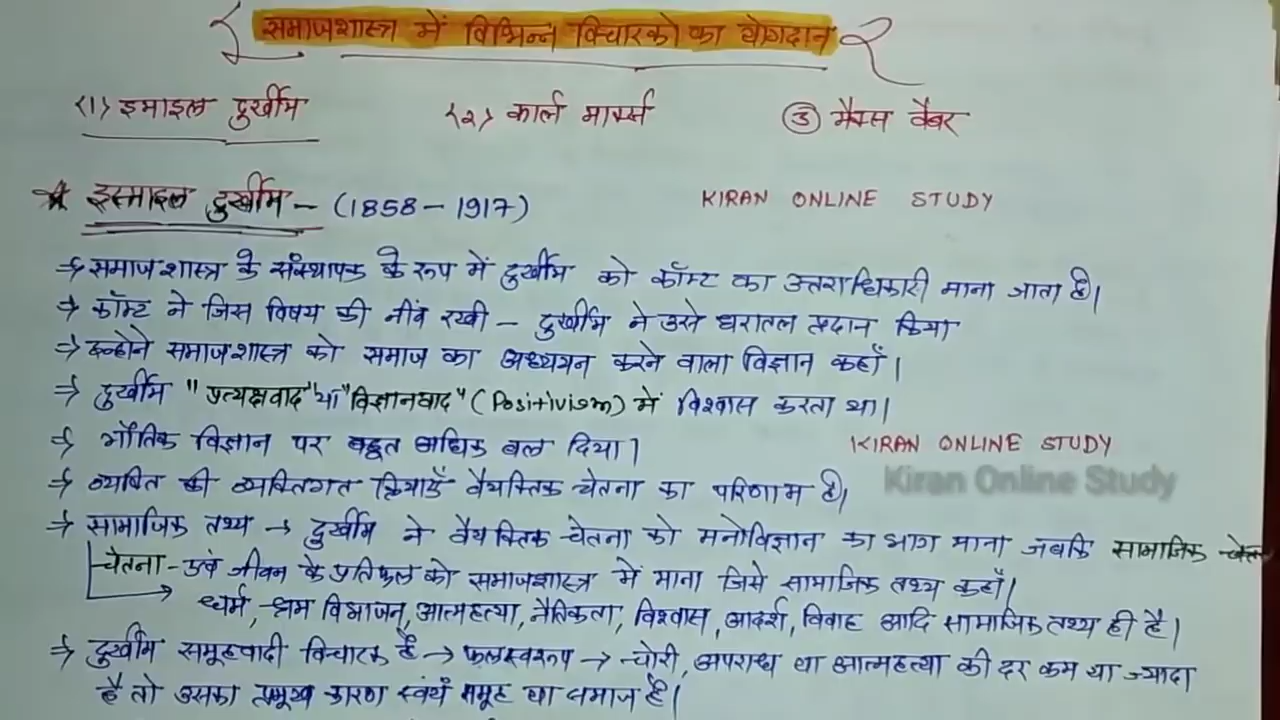 समाजशास्त्र में विभिन्न विचारको का योगदान
(1) इमाइल दुर्खीम (2) कार्ल मार्क्स ③ मैक्स वैबर
★ इस्माइल दुर्खीम - (1858 - 1917) KIRAN ONLINE STUDY
→ समाजशास्त्र के संस्थापक के रूप में दुर्खीम को कॉम्ट का उत्तराधिकारी माना जाता है।
→ कॉम्ट ने जिस विषय की नींव रखी - दुर्खीम ने उसे धरातल प्रदान किया
→ इन्होने समाजशास्त्र को समाज का अध्ययन करने वाला विज्ञान कहाँ।
→ दुर्खीम "प्रत्यक्षवाद" या "विज्ञानवाद" (Positivism) में विश्वास करता था।
→ भौतिक विज्ञान पर बहुत अधिक बल दिया। KIRAN ONLINE STUDY
Kiran Online Study
→ व्यक्ति की व्यक्तिगत क्रियाएँ वैयक्तिक चेतना का परिणाम है।
→ सामाजिक तथ्य → दुर्खीम ने वैयक्तिक चेतना को मनोविज्ञान का भाग माना जबकि सामाजिक
चेतना - एवं जीवन के प्रतिकुल को समाजशास्त्र में माना जिसे सामाजिक तथ्य कहाँ।
→ धर्म, श्रम विभाजन, आत्महत्या, नैतिकता, विश्वास, आदर्श, विवाह आदि सामाजिक तथ्य ही है।
→ दुर्खीम समूहवादी विचारक है → फलस्वरूप → चोरी, अपराध या आत्महत्या की दर कम या ज्यादा
है तो उसका प्रमुख कारण स्वंय समूह या समाज है।